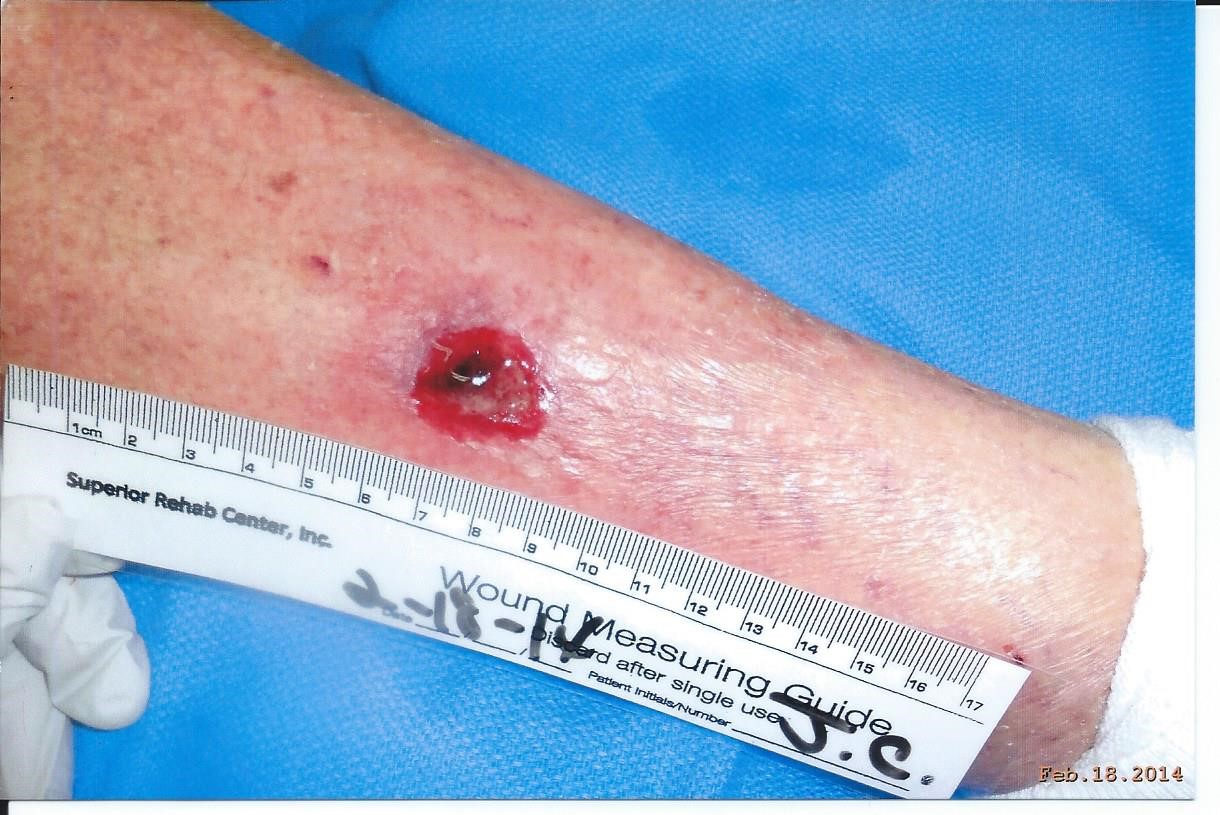 1cm 2 3 4 5 6 7 8 9 10 11 12 13 14 15 16 17
Superior Rehab Center, Inc.
Wound Measuring Guide
2-18-14
Discard after single use
Patient Initials/Number
J.C.
Feb.18.2014